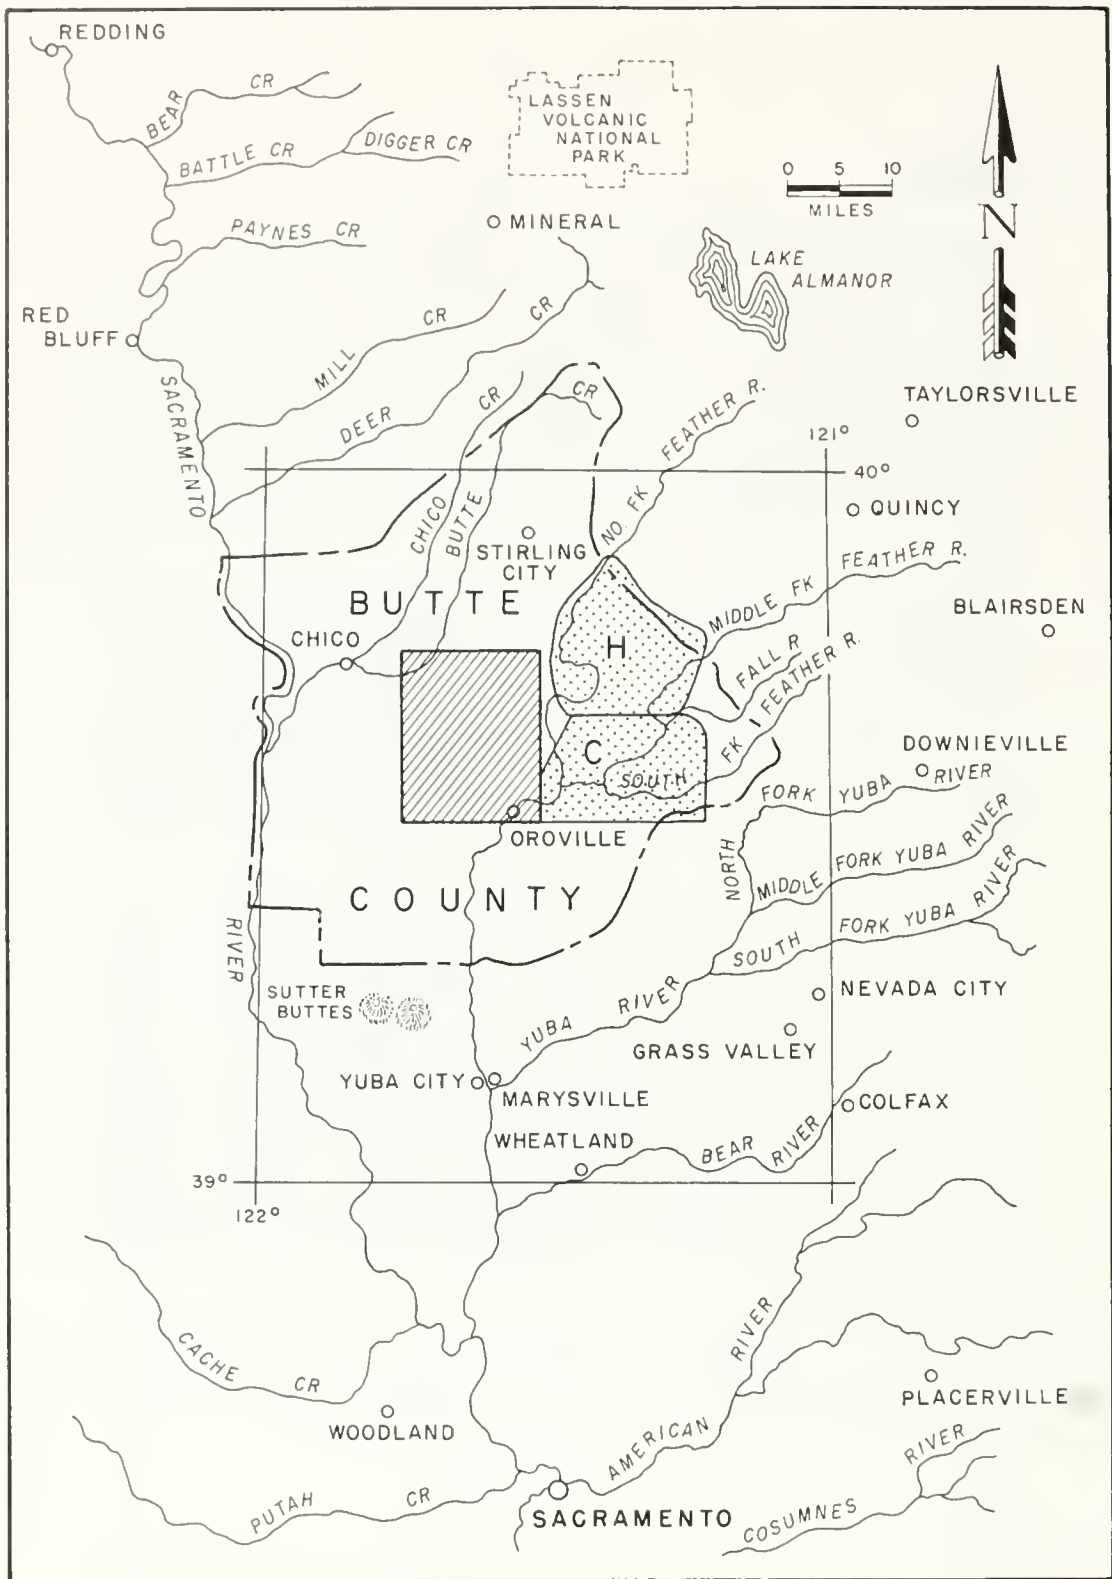 REDDING
BEAR CR
BATTLE CR
DIGGER CR
PAYNES CR
LASSEN
VOLCANIC
NATIONAL
PARK
0 5 10
MILES
N
MINERAL
LAKE
ALMANOR
RED
BLUFF
MILL CR
DEER CR
SACRAMENTO
CR
CR
FEATHER R.
TAYLORSVILLE
121°
40°
CHICO
BUTTE
NO. FK
QUINCY
STIRLING
CITY
MIDDLE FK FEATHER R.
BUTTE
BLAIRSDEN
CHICO
H
FALL R
FEATHER R.
C
SOUTH FK
DOWNIEVILLE
RIVER
FORK YUBA
OROVILLE
NORTH
MIDDLE FORK YUBA RIVER
COUNTY
SOUTH FORK YUBA RIVER
RIVER
SUTTER
BUTTES
NEVADA CITY
YUBA RIVER
GRASS VALLEY
YUBA CITY
MARYSVILLE
COLFAX
WHEATLAND
BEAR RIVER
39°
122°
CACHE CR
RIVER
PLACERVILLE
WOODLAND
AMERICAN
RIVER
PUTAH CR
SACRAMENTO
COSUMNES